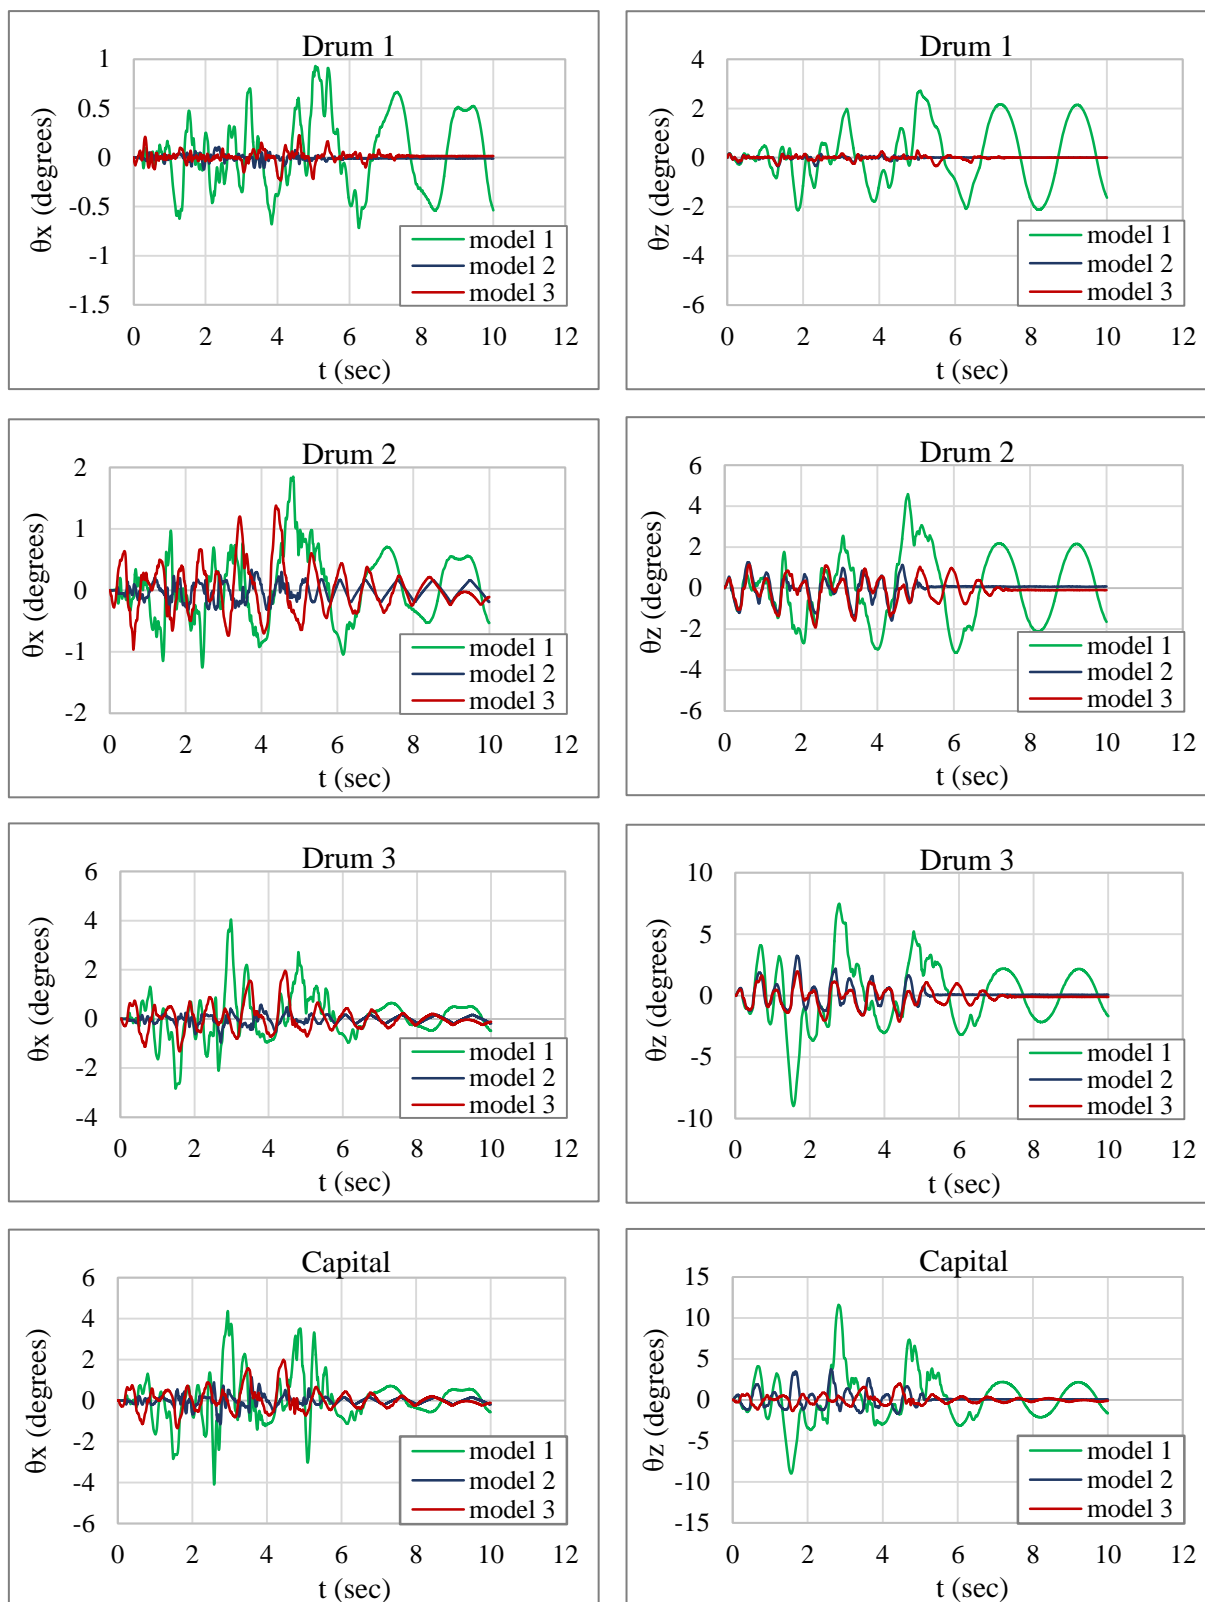 Drum 1
1
0.5
0
-0.5
-1
-1.5
θx (degrees)
model 1
model 2
model 3
0 2 4 6 8 10 12
t (sec)
Drum 1
4
2
0
-2
-4
-6
θz (degrees)
model 1
model 2
model 3
0 2 4 6 8 10 12
t (sec)
Drum 2
2
1
0
-1
-2
θx (degrees)
model 1
model 2
model 3
0 2 4 6 8 10 12
t (sec)
Drum 2
6
4
2
0
-2
-4
-6
θz (degrees)
model 1
model 2
model 3
0 2 4 6 8 10 12
t (sec)
Drum 3
6
4
2
0
-2
-4
θx (degrees)
model 1
model 2
model 3
0 2 4 6 8 10 12
t (sec)
Drum 3
10
5
0
-5
-10
θz (degrees)
model 1
model 2
model 3
0 2 4 6 8 10 12
t (sec)
Capital
6
4
2
0
-2
-4
-6
θx (degrees)
model 1
model 2
model 3
0 2 4 6 8 10 12
t (sec)
Capital
15
10
5
0
-5
-10
-15
θz (degrees)
model 1
model 2
model 3
0 2 4 6 8 10 12
t (sec)